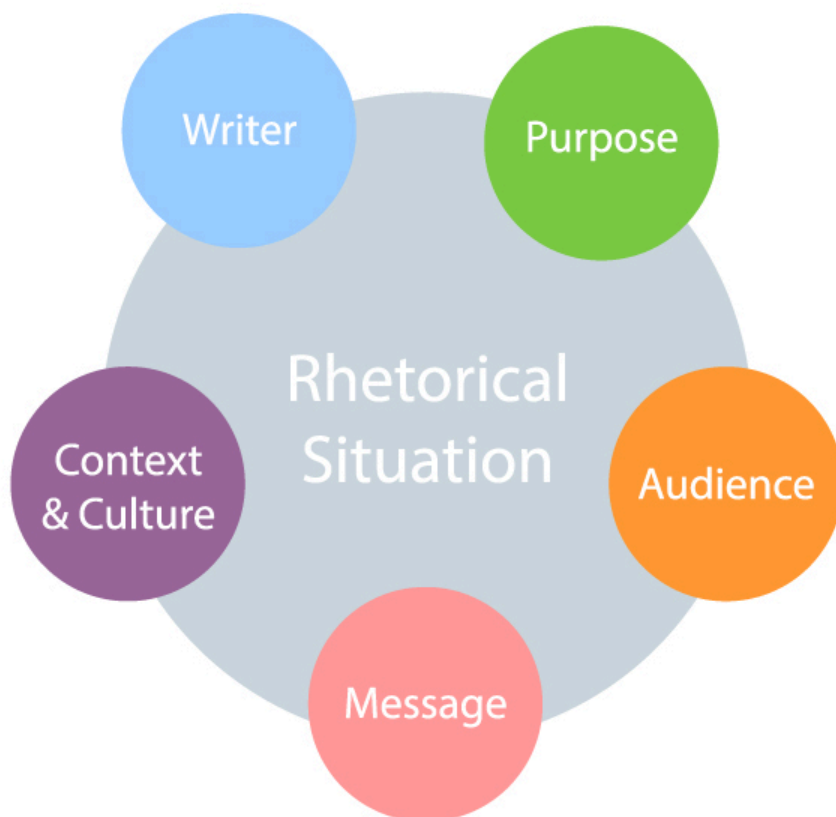 Writer
Purpose
Rhetorical
Situation
Context
& Culture
Audience
Message